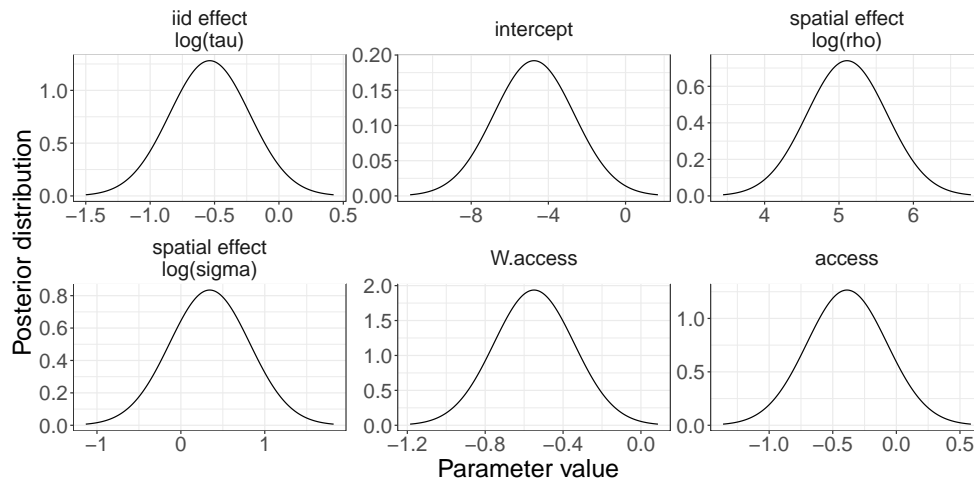 iid effect
log(tau)
intercept
spatial effect
log(rho)
1.0
0.5
0.0
−1.5 −1.0 −0.5 0.0 0.5
0.20
0.15
0.10
0.05
0.00
−8 −4 0
0.6
0.4
0.2
0.0
4 5 6
Posterior distribution
spatial effect
log(sigma)
W.access
access
0.8
0.6
0.4
0.2
0.0
−1 0 1
2.0
1.5
1.0
0.5
0.0
−1.2 −0.8 −0.4 0.0
1.0
0.5
0.0
−1.0 −0.5 0.0 0.5
Parameter value